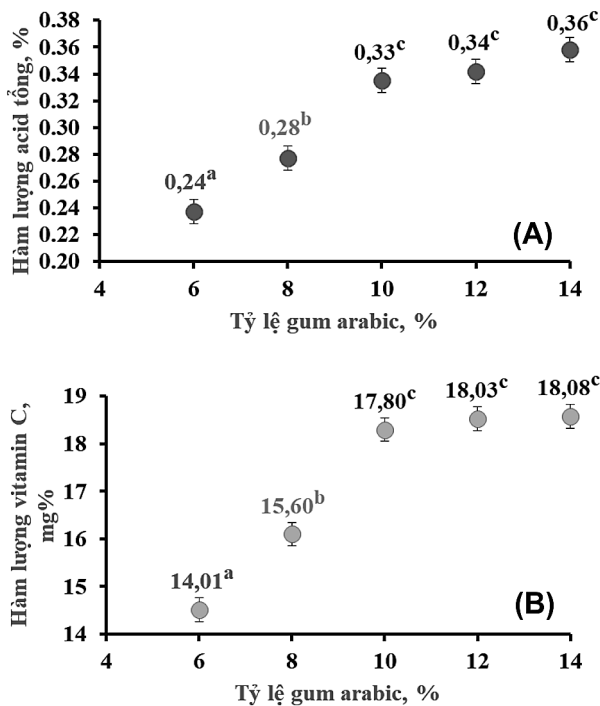 Hàm lượng acid tổng, %
0.38
0.36
0.34
0.32
0.30
0.28
0.26
0.24
0.22
0.20
0,24a
0,28b
0,33c
0,34c
0,36c
(A)
4
6
8
10
12
14
Tỷ lệ gum arabic, %
Hàm lượng vitamin C,
mg%
19
18
17
16
15
14
14,01a
15,60b
17,80c
18,03c
18,08c
(B)
4
6
8
10
12
14
Tỷ lệ gum arabic, %